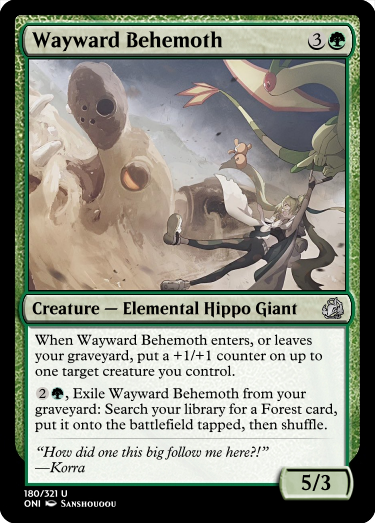 Wayward Behemoth 3
Creature — Elemental Hippo Giant
When Wayward Behemoth enters, or leaves
your graveyard, put a +1/+1 counter on up to
one target creature you control.
2 , Exile Wayward Behemoth from your
graveyard: Search your library for a Forest card,
put it onto the battlefield tapped, then shuffle.
“How did one this big follow me here?!”
—Korra
5/3
180/321 U
ONI Sanshouoou